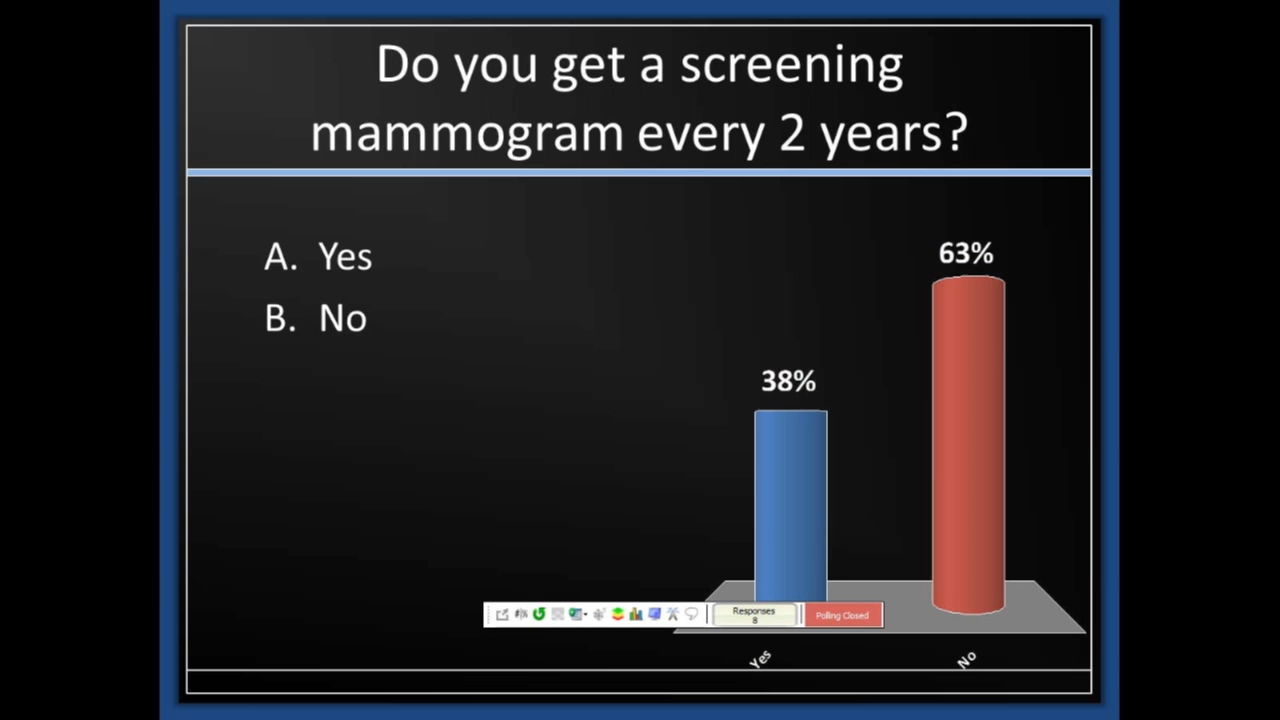 Do you get a screening
mammogram every 2 years?
A. Yes
B. No
63%
38%
Responses
8
Polling Closed
Yes
No